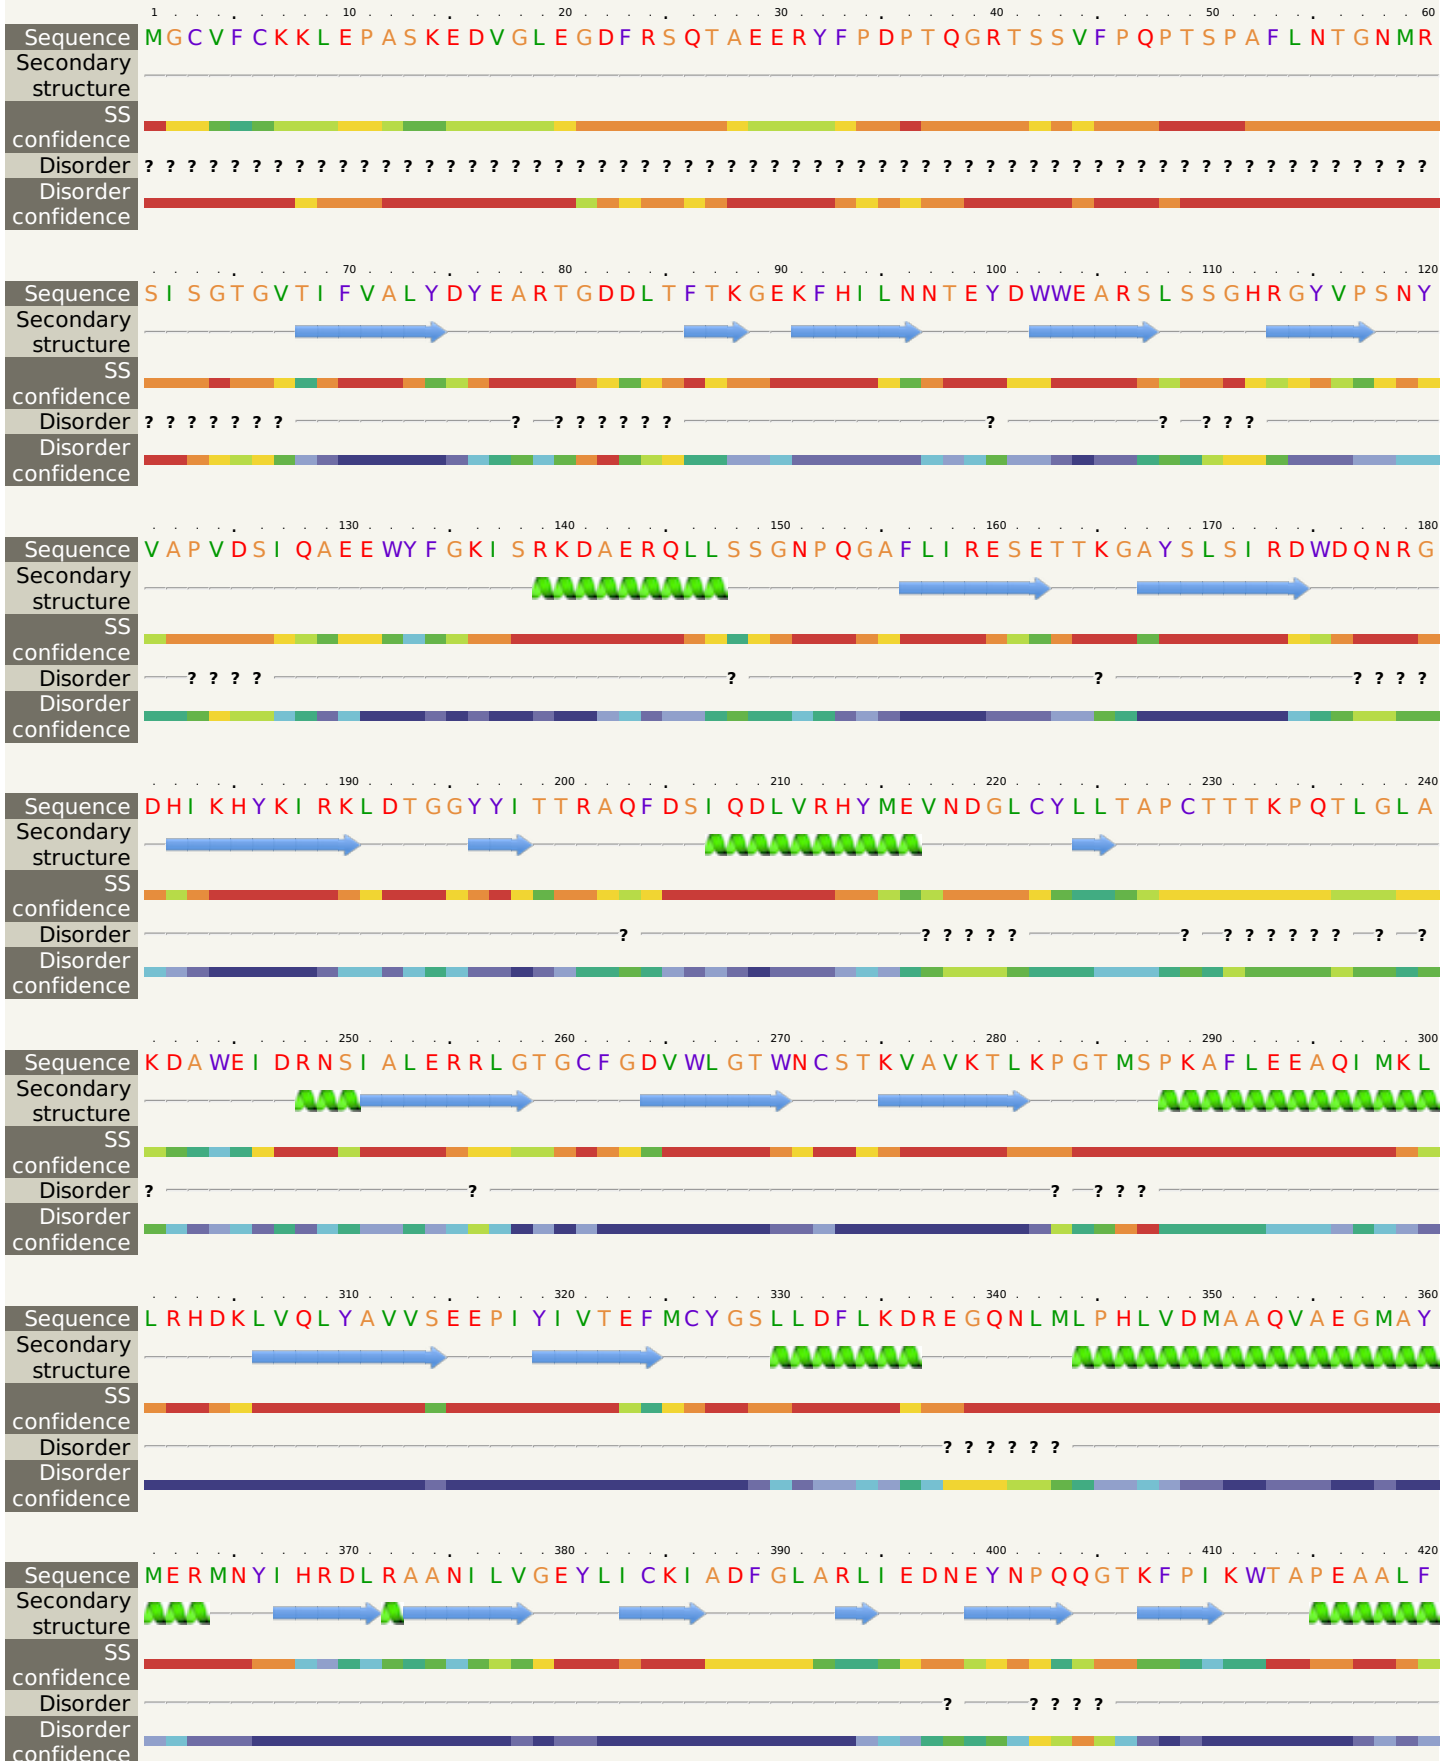 1 10 20 30 40 50 60
Sequence MGCVFCKKLEPASKEDVGLEGDFRSQTAEERYFPDPTQGRTSSVFPQPTSPAFLNTGNMR
Secondary
structure
SS
confidence
Disorder ? ? ? ? ? ? ? ? ? ? ? ? ? ? ? ? ? ? ? ? ? ? ? ? ? ? ? ? ? ? ? ? ? ? ? ? ? ? ? ? ? ? ? ? ? ? ? ? ? ? ? ? ? ? ? ? ? ? ? ?
Disorder
confidence
70 80 90 100 110 120
Sequence SISGTGVTIFVALYDYEARTGDDLTFTKGEKFHILNNTEYDWWEARSLSSGHRGYVPSNY
Secondary
structure
SS
confidence
Disorder ? ? ? ? ? ? ? ? ? ? ? ? ? ? ? ? ? ? ?
Disorder
confidence
130 140 150 160 170 180
Sequence VAPVDSIQAEEWYFGKISRKDAERQLLSSGNPQGAFLIRESETTKGAYSLSIRDWDQNRG
Secondary
structure
SS
confidence
Disorder ? ? ? ? ? ? ? ? ? ?
Disorder
confidence
190 200 210 220 230 240
Sequence DHIKHYKIRKLDTGGYYITTRAQFDSIQDLVRHYMEVNDGLCYLLTAPCTTTKPQTLGLA
Secondary
structure
SS
confidence
Disorder ? ? ? ? ? ? ? ? ? ? ? ? ? ? ?
Disorder
confidence
250 260 270 280 290 300
Sequence KDAWEIDRNSIALERRLGTGCFGDVWLGTWNCSTKVAVKTLKPGTMSPKAFLEEAQIMKL
Secondary
structure
SS
confidence
Disorder ? ? ? ? ? ?
Disorder
confidence
310 320 330 340 350 360
Sequence LRHDKLVQLYAVVSEEPIYIVTEFMCYGSLLDFLKDREGQNLMLPHLVDMAAQVAEGMAY
Secondary
structure
SS
confidence
Disorder ? ? ? ? ? ?
Disorder
confidence
370 380 390 400 410 420
Sequence MERMNYIHRDLRAANILVGEYLICKIADFGLARLIEDNEYNPQQGTKFPIKWTAPEAALF
Secondary
structure
SS
confidence
Disorder ? ? ? ? ?
Disorder
confidence